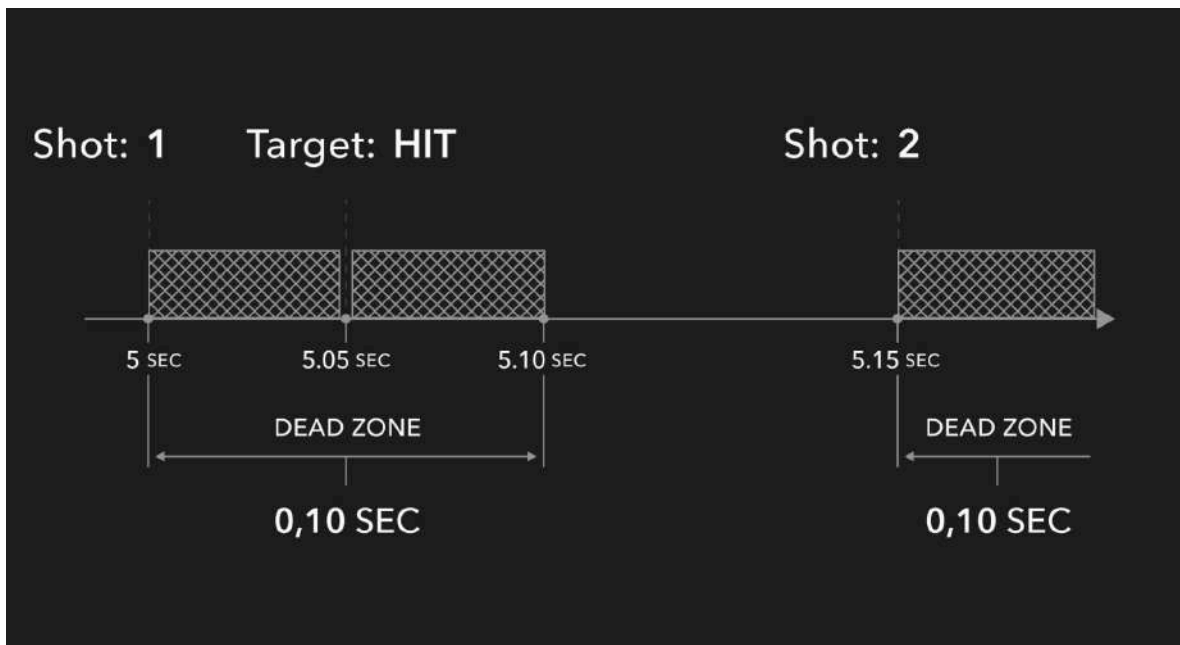 Shot: 1 Target: HIT Shot: 2
5 SEC 5.05 SEC 5.10 SEC 5.15 SEC
DEAD ZONE DEAD ZONE
0,10 SEC 0,10 SEC